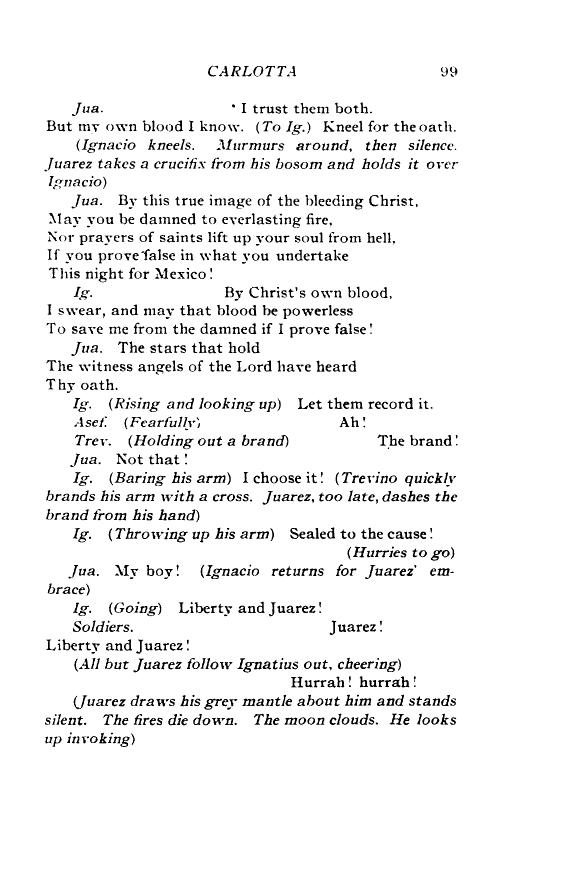 CARLOTTA 99
Jua. I trust them both.
But my own blood I know. (To Ig.) Kneel for the oath.
(Ignacio kneels. Murmurs around, then silence.
Juarez takes a crucifix from his bosom and holds it over
Ignacio)
Jua. By this true image of the bleeding Christ,
May you be damned to everlasting fire,
Nor prayers of saints lift up your soul from hell,
If you prove false in what you undertake
This night for Mexico!
Ig. By Christ's own blood,
I swear, and may that blood be powerless
To save me from the damned if I prove false!
Jua. The stars that hold
The witness angels of the Lord have heard
Thy oath.
Ig. (Rising and looking up) Let them record it.
Asef. (Fearfully) Ah!
Trev. (Holding out a brand) The brand!
Jua. Not that!
Ig. (Baring his arm) I choose it! (Trevino quickly
brands his arm with a cross. Juarez, too late, dashes the
brand from his hand)
Ig. (Throwing up his arm) Sealed to the cause!
(Hurries to go)
Jua. My boy! (Ignacio returns for Juarez' em-
brace)
Ig. (Going) Liberty and Juarez!
Soldiers. Juarez!
Liberty and Juarez!
(All but Juarez follow Ignatius out, cheering)
Hurrah! hurrah!
(Juarez draws his grey mantle about him and stands
silent. The fires die down. The moon clouds. He looks
up invoking)